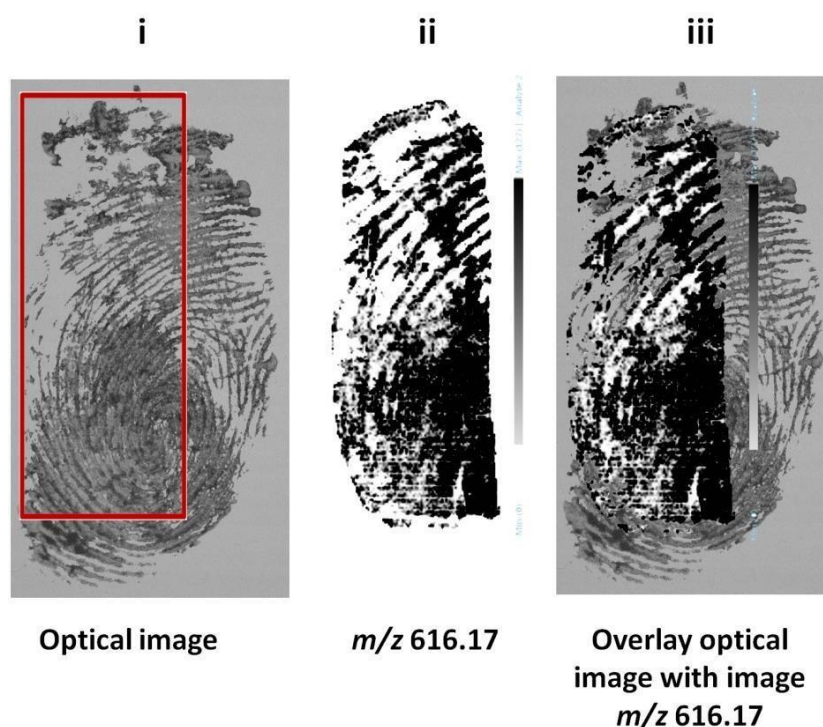 i
ii
iii
Optical image
m/z 616.17
Overlay optical
image with image
m/z 616.17